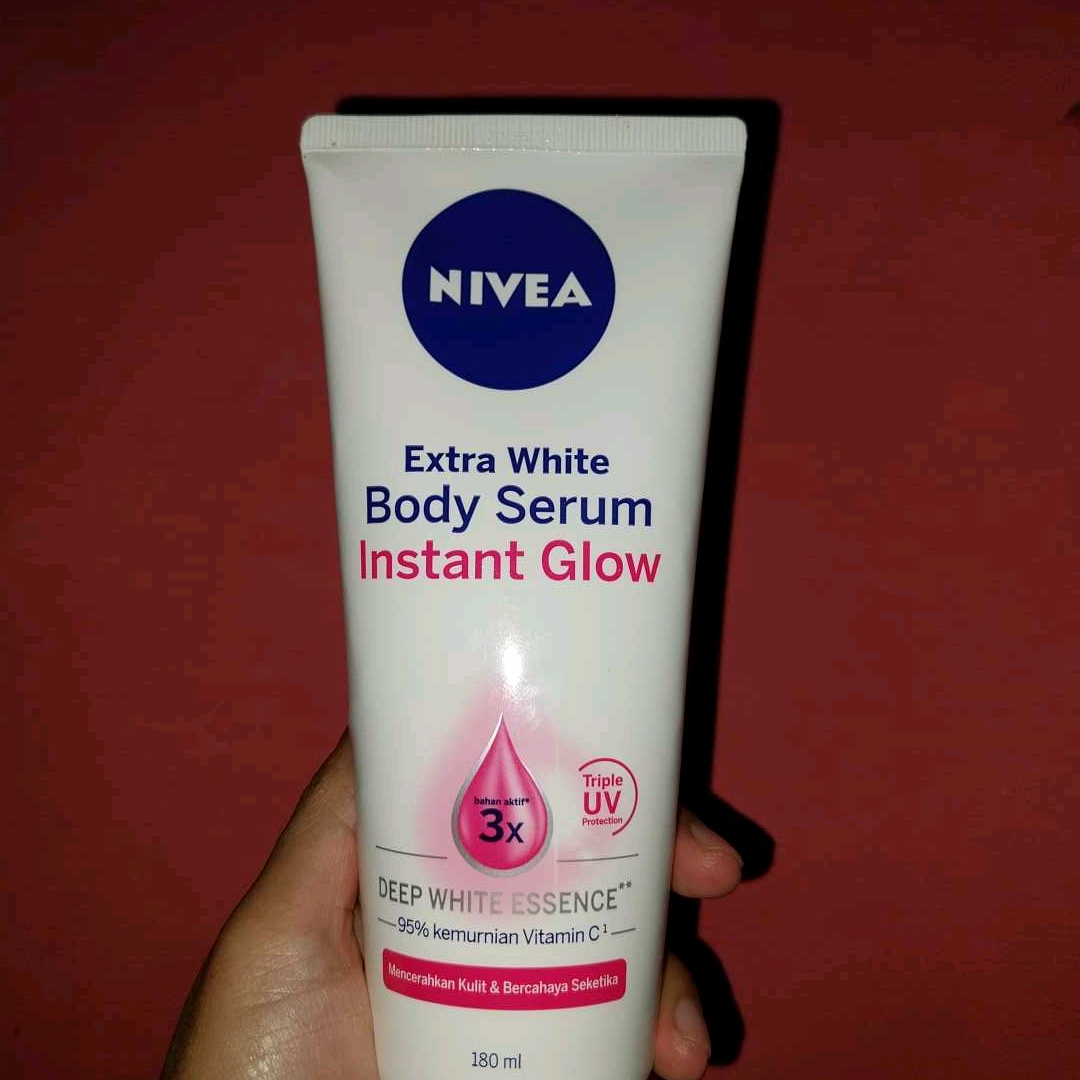 NIVEA
Extra White
Body Serum
Instant Glow
bahan aktif*
3x
Triple
UV
Protection
DEEP WHITE ESSENCE**
95% kemurnian Vitamin C¹
Mencerahkan Kulit & Bercahaya Seketika
180 ml